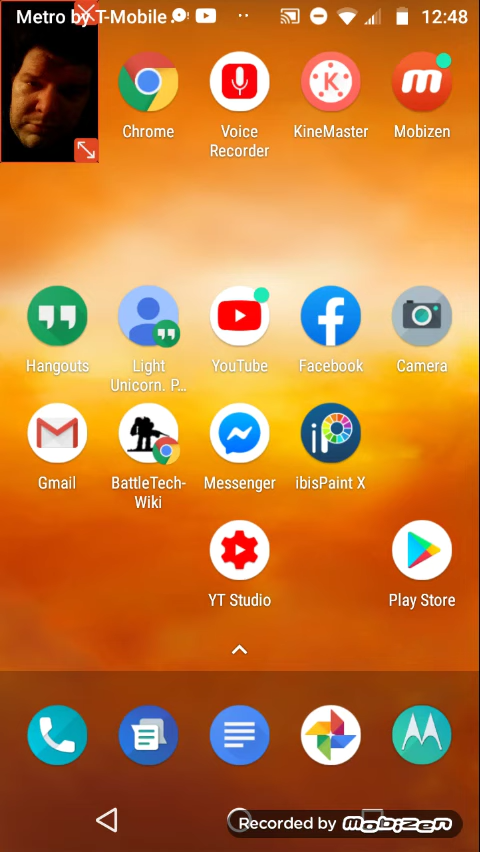 Metro by T-Mobile 12:48
Chrome
Voice
Recorder
KineMaster
Mobizen
Hangouts
Light
Unicorn. P...
YouTube
Facebook
Camera
Gmail
BattleTech-
Wiki
Messenger
ibisPaint X
YT Studio
Play Store
Recorded by mobizen